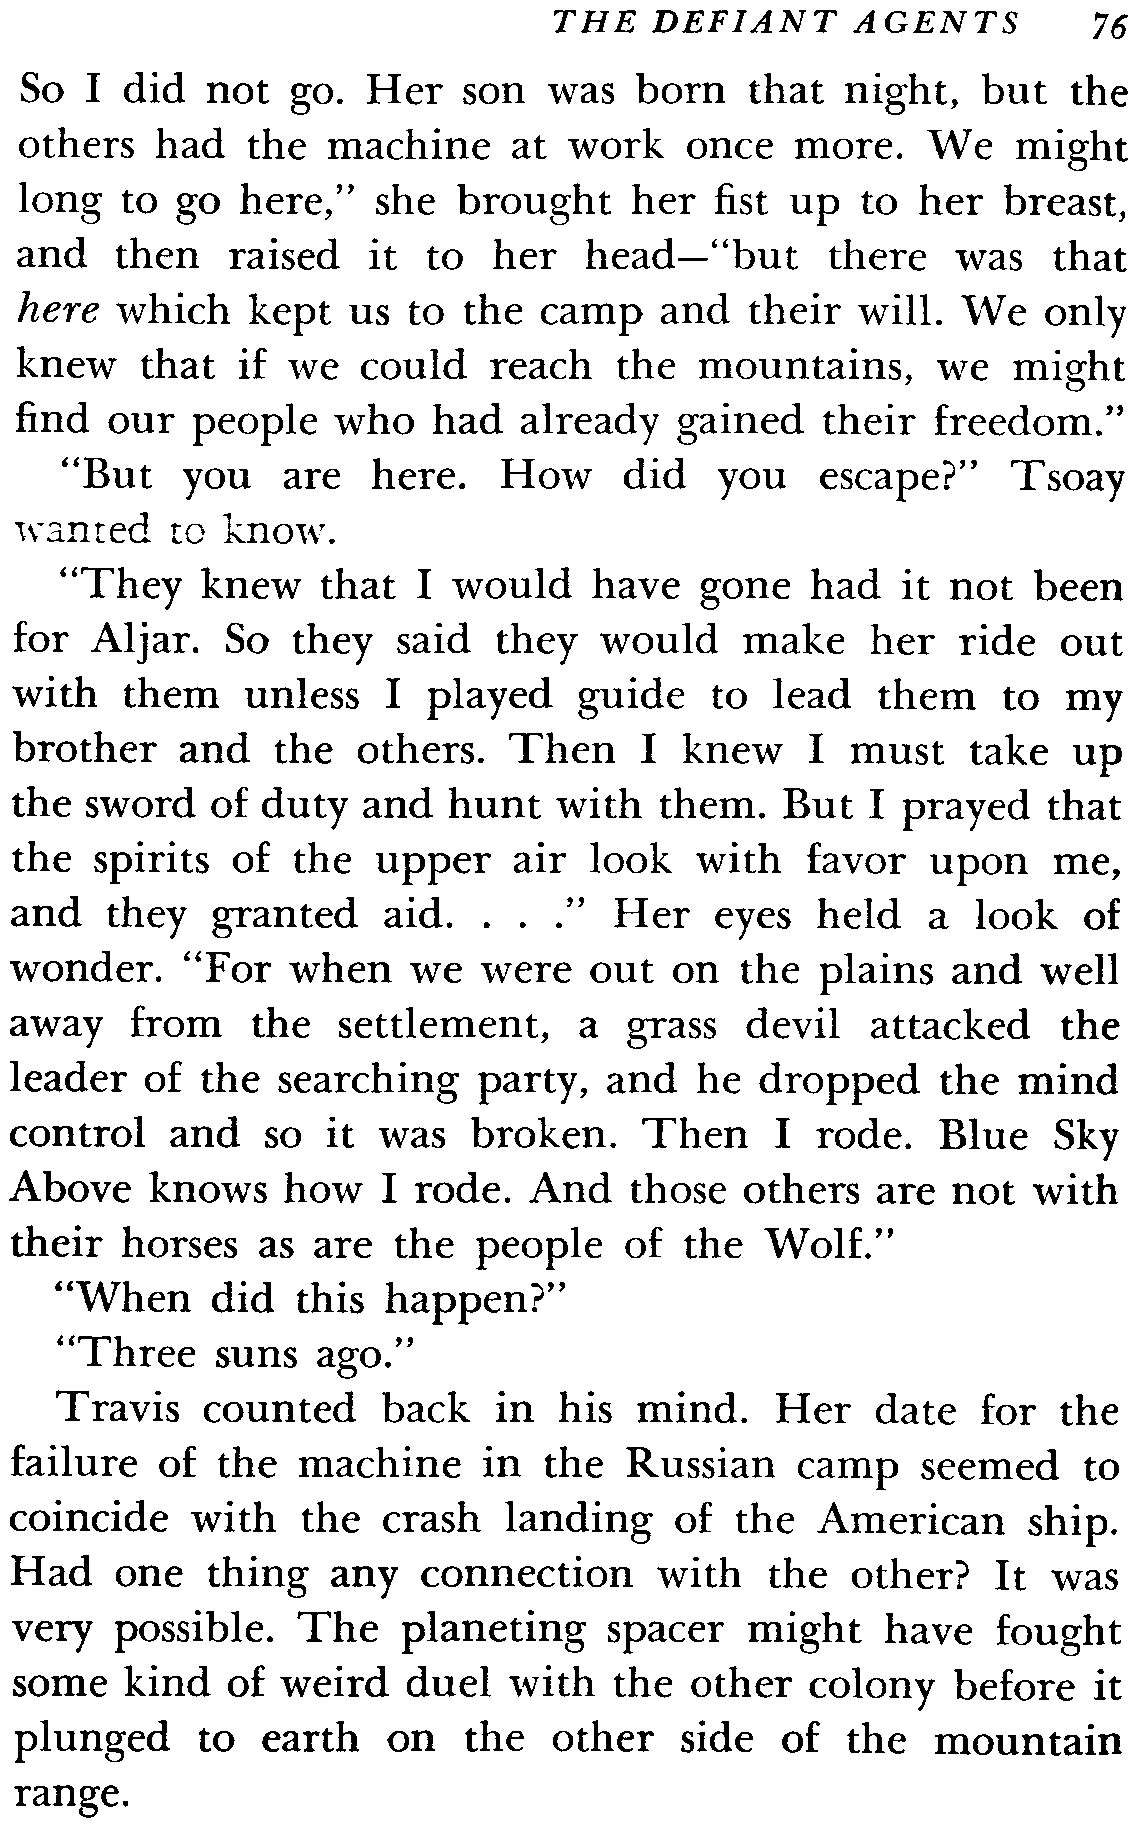 THE DEFIANT AGENTS 76
So I did not go. Her son was born that night, but the
others had the machine at work once more. We might
long to go here,” she brought her fist up to her breast,
and then raised it to her head—“but there was that
here which kept us to the camp and their will. We only
knew that if we could reach the mountains, we might
find our people who had already gained their freedom.”
“But you are here. How did you escape?” Tsoay
wanted to know.
“They knew that I would have gone had it not been
for Aljar. So they said they would make her ride out
with them unless I played guide to lead them to my
brother and the others. Then I knew I must take up
the sword of duty and hunt with them. But I prayed that
the spirits of the upper air look with favor upon me,
and they granted aid. . . .” Her eyes held a look of
wonder. “For when we were out on the plains and well
away from the settlement, a grass devil attacked the
leader of the searching party, and he dropped the mind
control and so it was broken. Then I rode. Blue Sky
Above knows how I rode. And those others are not with
their horses as are the people of the Wolf.”
“When did this happen?”
“Three suns ago.”
Travis counted back in his mind. Her date for the
failure of the machine in the Russian camp seemed to
coincide with the crash landing of the American ship.
Had one thing any connection with the other? It was
very possible. The planeting spacer might have fought
some kind of weird duel with the other colony before it
plunged to earth on the other side of the mountain
range.